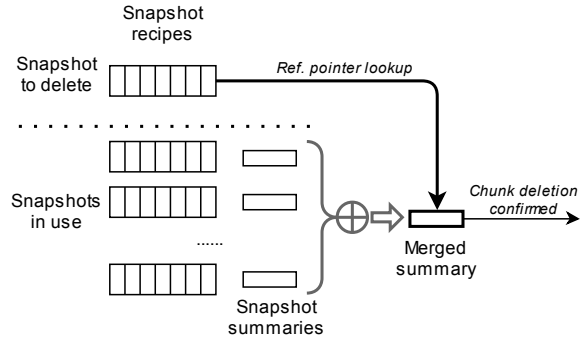 Snapshot
recipes
Snapshot
to delete
Ref. pointer lookup
Snapshots
in use
......
Chunk deletion
confirmed
Merged
summary
Snapshot
summaries